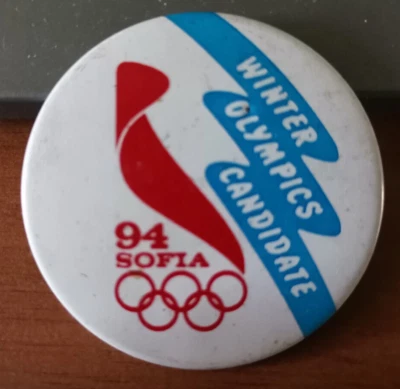 WINTER
OLYMPICS
CANDIDATE
94
SOFIA